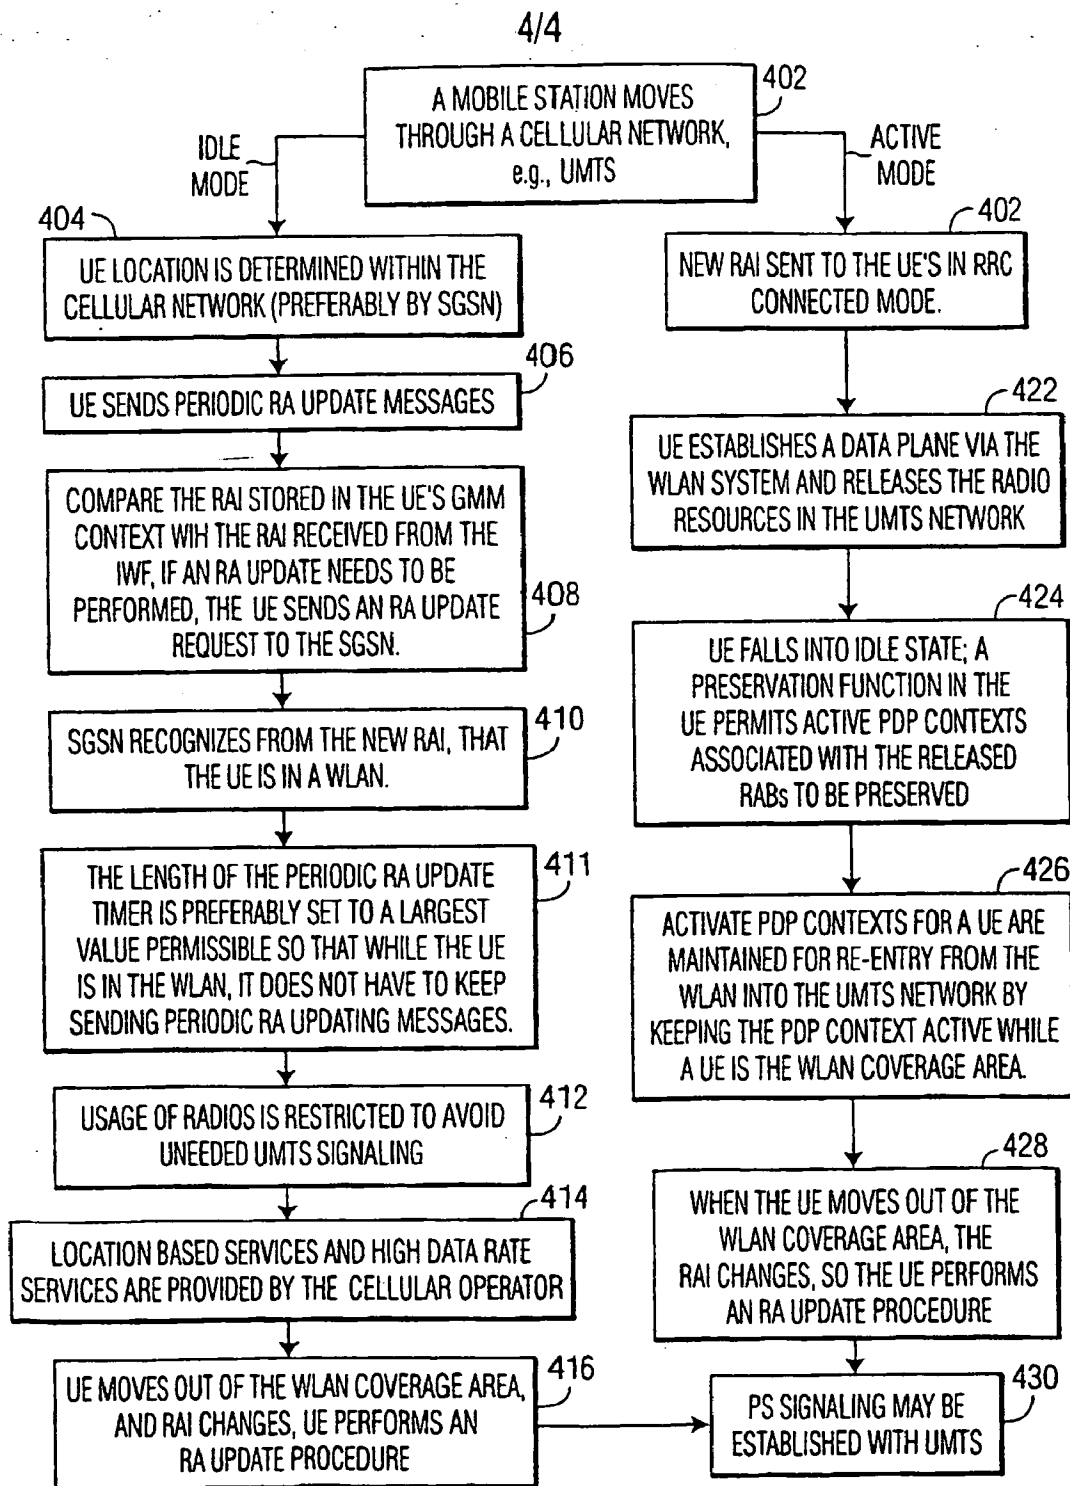 4/4
A MOBILE STATION MOVES
THROUGH A CELLULAR NETWORK,
e.g., UMTS
402
IDLE
MODE
ACTIVE
MODE
404
UE LOCATION IS DETERMINED WITHIN THE
CELLULAR NETWORK (PREFERABLY BY SGSN)
406
UE SENDS PERIODIC RA UPDATE MESSAGES
COMPARE THE RAI STORED IN THE UE'S GMM
CONTEXT WIH THE RAI RECEIVED FROM THE
IWF, IF AN RA UPDATE NEEDS TO BE
PERFORMED, THE UE SENDS AN RA UPDATE
REQUEST TO THE SGSN.
408
SGSN RECOGNIZES FROM THE NEW RAI, THAT
THE UE IS IN A WLAN.
410
THE LENGTH OF THE PERIODIC RA UPDATE
TIMER IS PREFERABLY SET TO A LARGEST
VALUE PERMISSIBLE SO THAT WHILE THE UE
IS IN THE WLAN, IT DOES NOT HAVE TO KEEP
SENDING PERIODIC RA UPDATING MESSAGES.
411
USAGE OF RADIOS IS RESTRICTED TO AVOID
UNEEDED UMTS SIGNALING
412
414
LOCATION BASED SERVICES AND HIGH DATA RATE
SERVICES ARE PROVIDED BY THE CELLULAR OPERATOR
UE MOVES OUT OF THE WLAN COVERAGE AREA,
AND RAI CHANGES, UE PERFORMS AN
RA UPDATE PROCEDURE
416
402
NEW RAI SENT TO THE UE'S IN RRC
CONNECTED MODE.
422
UE ESTABLISHES A DATA PLANE VIA THE
WLAN SYSTEM AND RELEASES THE RADIO
RESOURCES IN THE UMTS NETWORK
424
UE FALLS INTO IDLE STATE; A
PRESERVATION FUNCTION IN THE
UE PERMITS ACTIVE PDP CONTEXTS
ASSOCIATED WITH THE RELEASED
RABs TO BE PRESERVED
426
ACTIVATE PDP CONTEXTS FOR A UE ARE
MAINTAINED FOR RE-ENTRY FROM THE
WLAN INTO THE UMTS NETWORK BY
KEEPING THE PDP CONTEXT ACTIVE WHILE
A UE IS THE WLAN COVERAGE AREA.
428
WHEN THE UE MOVES OUT OF THE
WLAN COVERAGE AREA, THE
RAI CHANGES, SO THE UE PERFORMS
AN RA UPDATE PROCEDURE
430
PS SIGNALING MAY BE
ESTABLISHED WITH UMTS